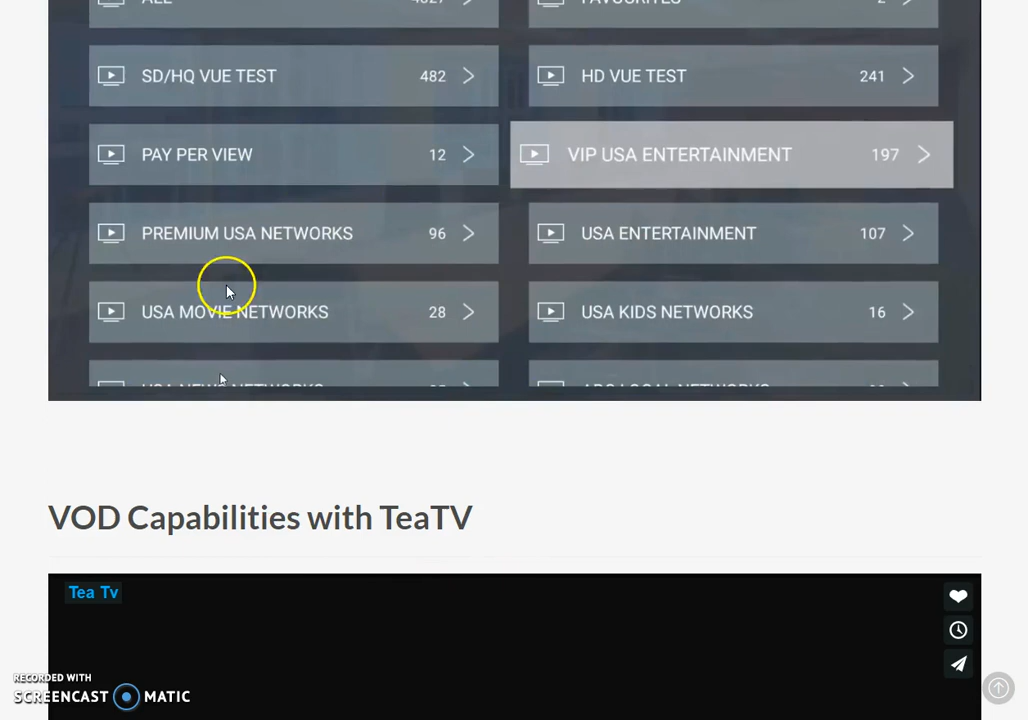 SD/HQ VUE TEST 482
HD VUE TEST 241
PAY PER VIEW 12
VIP USA ENTERTAINMENT 197
PREMIUM USA NETWORKS 96
USA ENTERTAINMENT 107
USA MOVIE NETWORKS 28
USA KIDS NETWORKS 16
VOD Capabilities with TeaTV
Tea Tv
RECORDED WITH
SCREENCAST MATIC